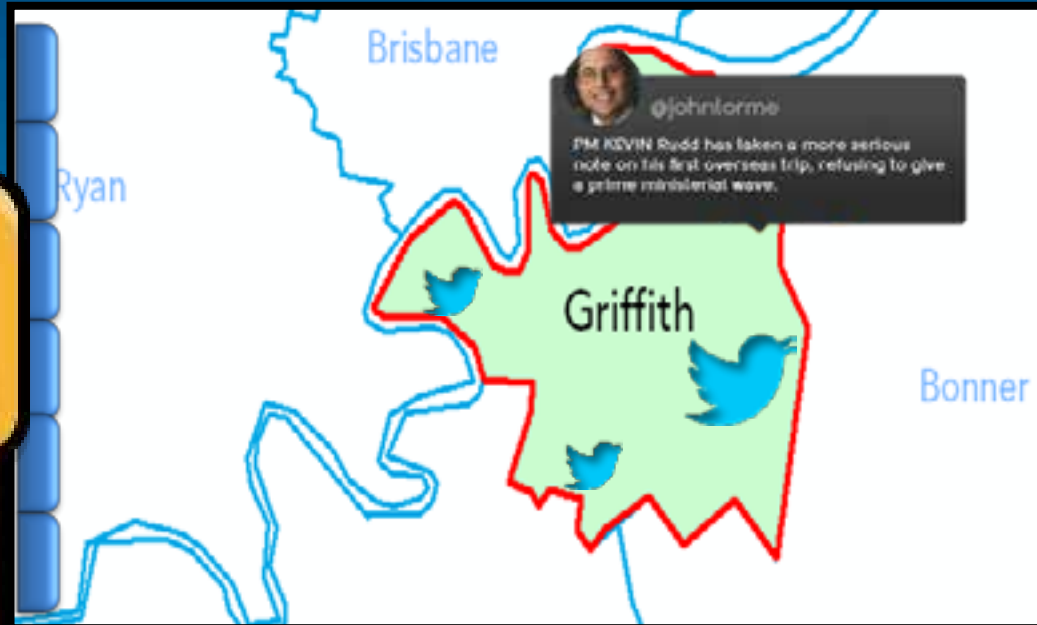 Brisbane
@johnlorme
PM KEVIN Rudd has taken a more serious
note on his first overseas trip, refusing to give
a prime ministerial wave.
Ryan
Griffith
Bonner